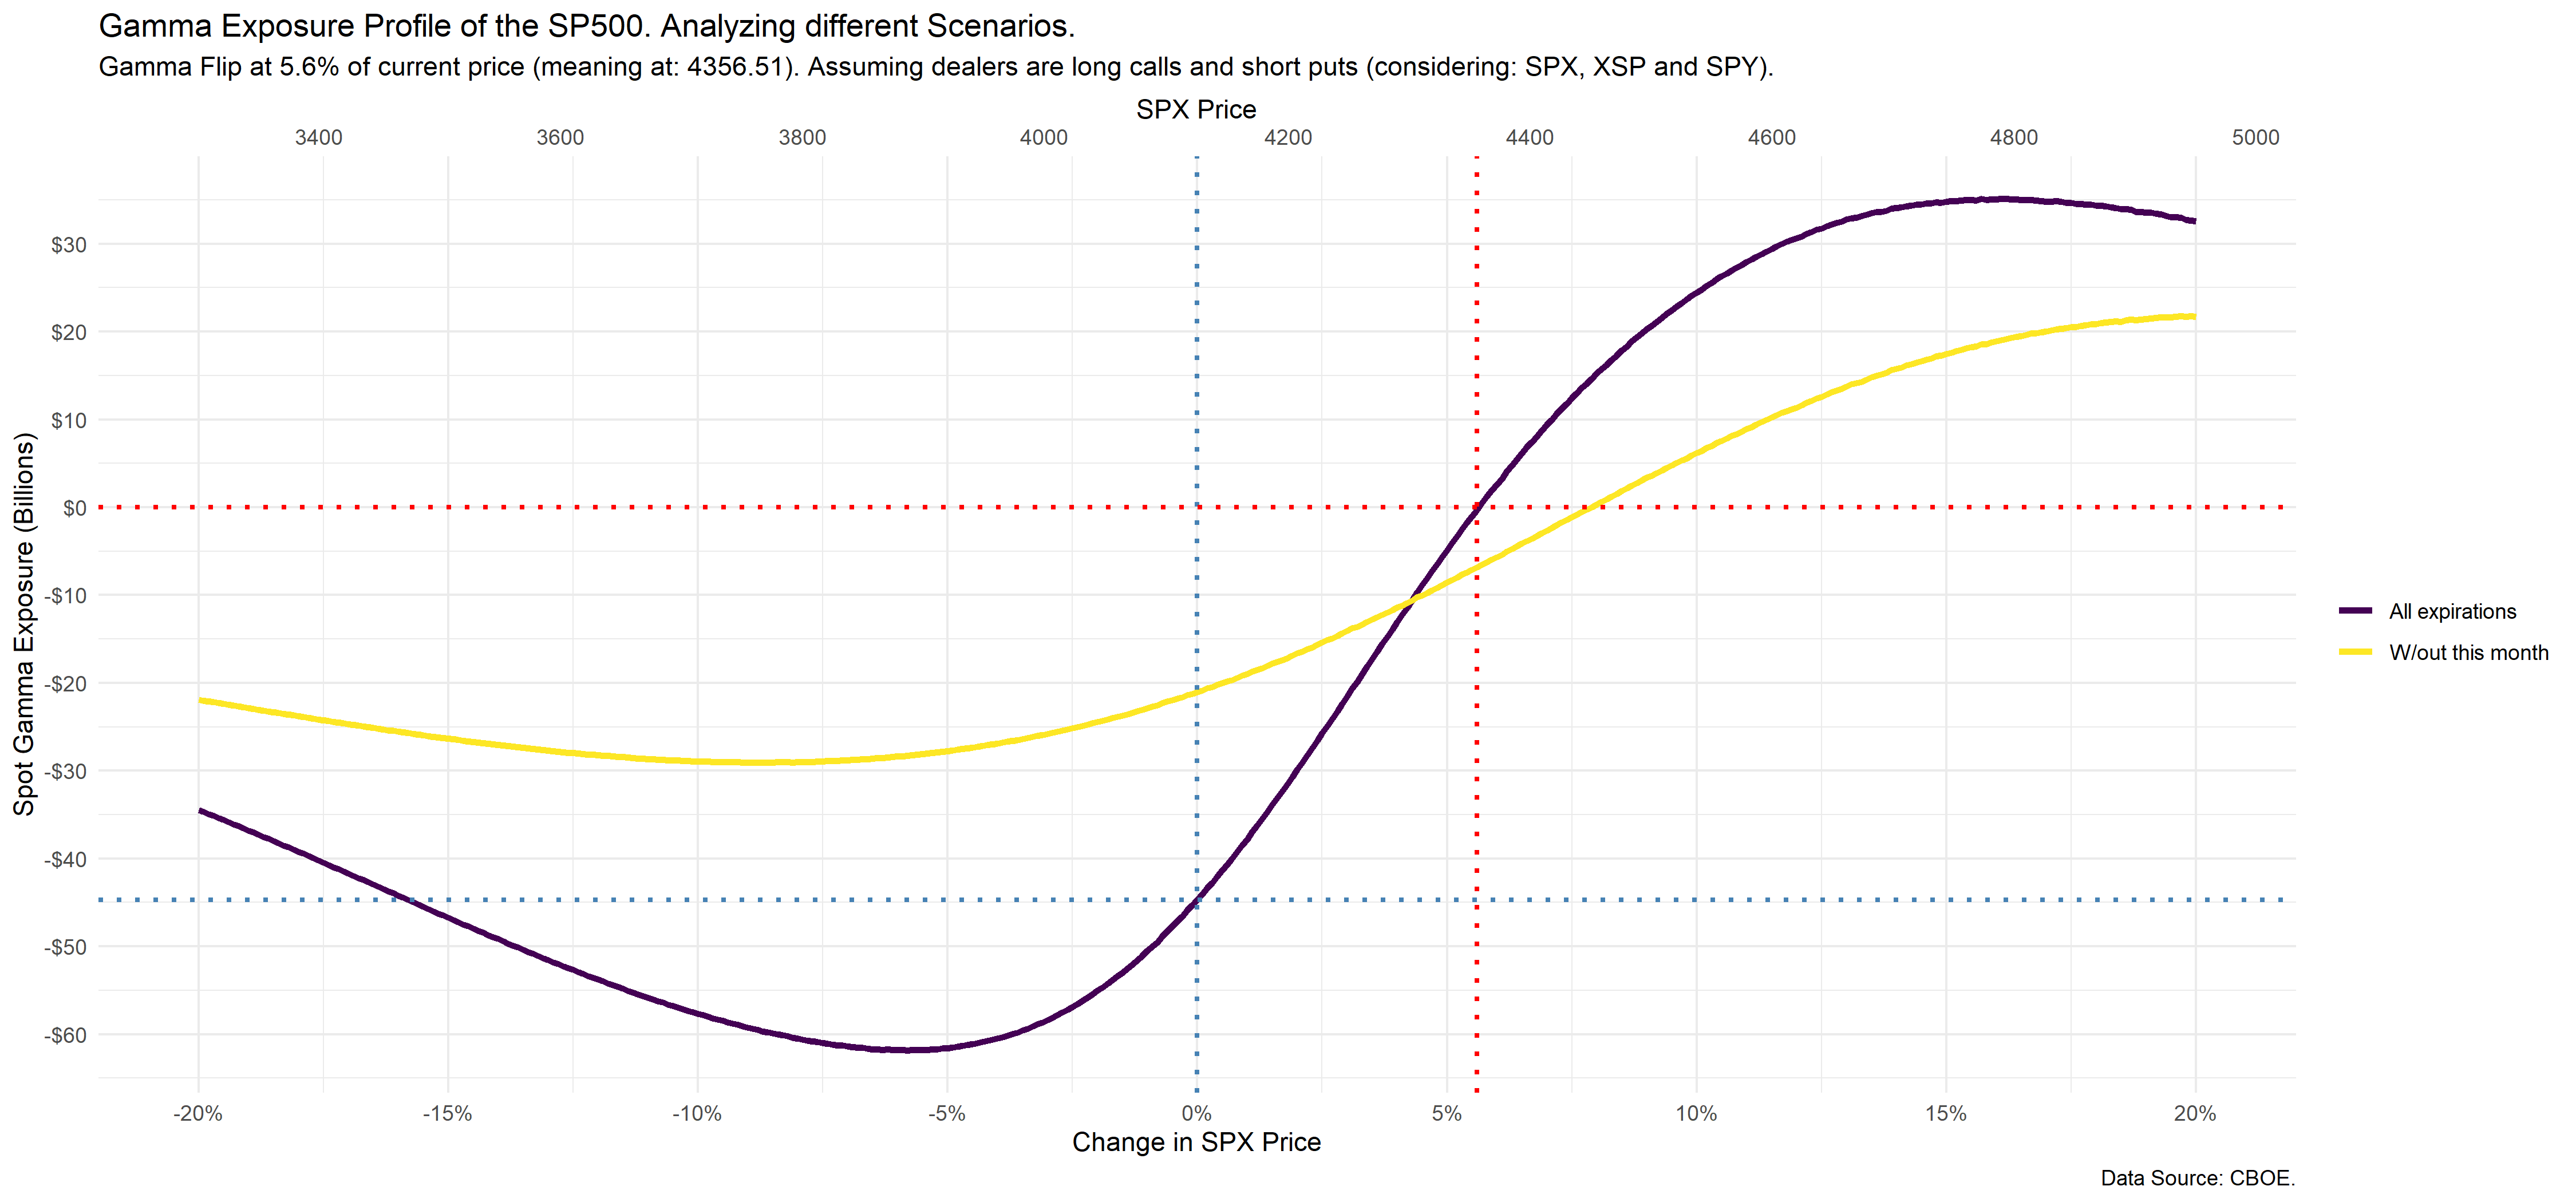 Gamma Exposure Profile of the SP500. Analyzing different Scenarios.
Gamma Flip at 5.6% of current price (meaning at: 4356.51). Assuming dealers are long calls and short puts (considering: SPX, XSP and SPY).
SPX Price
3400 3600 3800 4000 4200 4400 4600 4800 5000
Spot Gamma Exposure (Billions)
$30
$20
$10
$0
-$10
-$20
-$30
-$40
-$50
-$60
All expirations
W/out this month
-20% -15% -10% -5% 0% 5% 10% 15% 20%
Change in SPX Price
Data Source: CBOE.